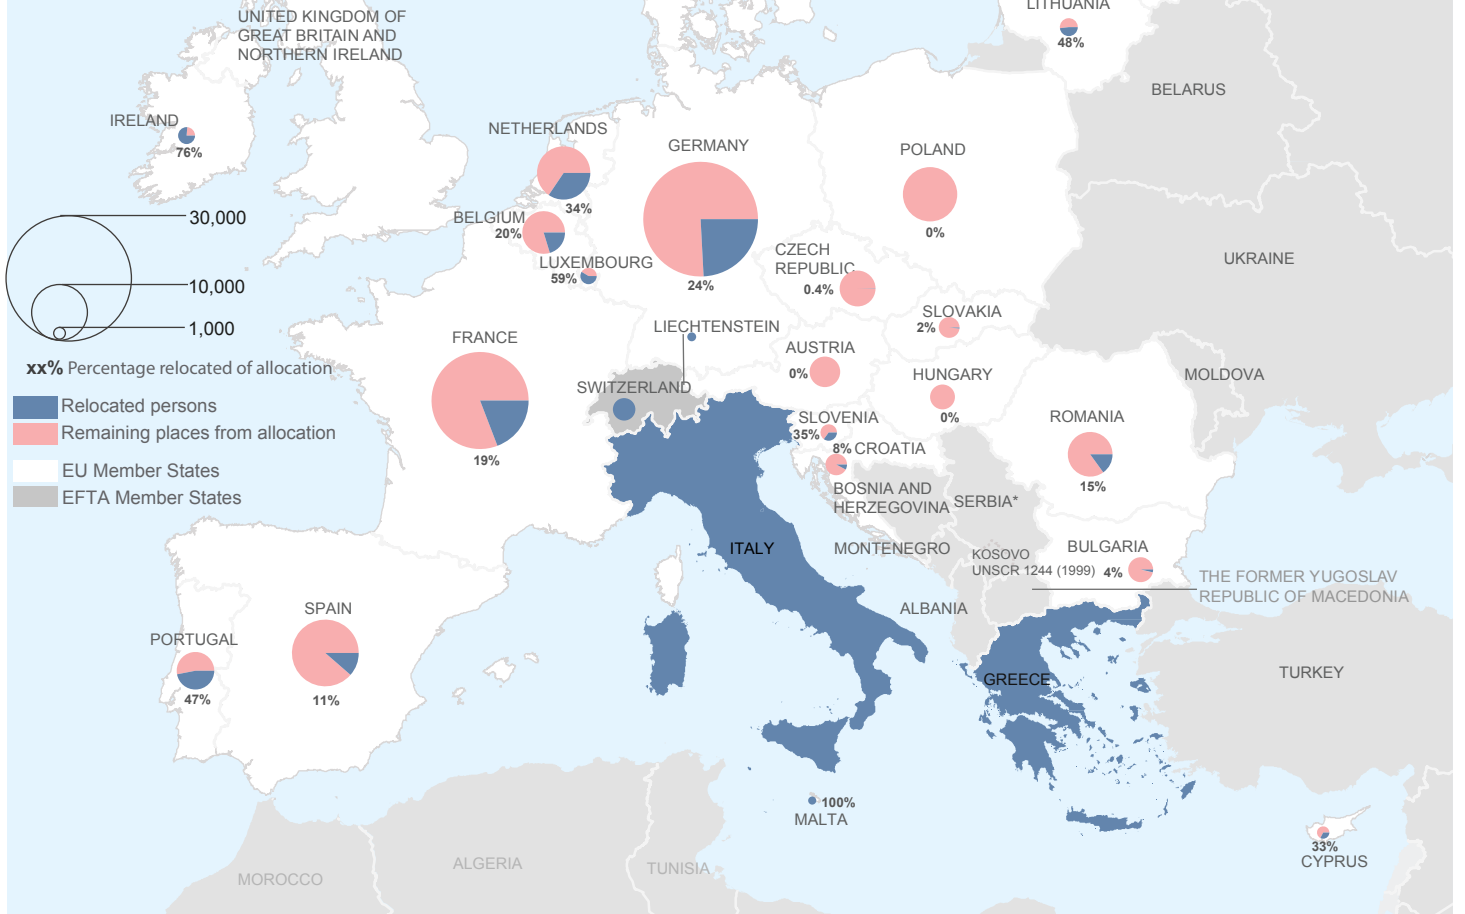 UNITED KINGDOM OF
GREAT BRITAIN AND
NORTHERN IRELAND
LITHUANIA
48%
BELARUS
IRELAND
76%
NETHERLANDS
34%
GERMANY
24%
POLAND
0%
BELGIUM
20%
LUXEMBOURG
59%
CZECH
REPUBLIC
0.4%
UKRAINE
30,000
10,000
1,000
xx% Percentage relocated of allocation
Relocated persons
Remaining places from allocation
EU Member States
EFTA Member States
FRANCE
19%
LIECHTENSTEIN
SLOVAKIA
2%
AUSTRIA
0%
SWITZERLAND
HUNGARY
0%
MOLDOVA
SLOVENIA
35%
8% CROATIA
ROMANIA
15%
BOSNIA AND
HERZEGOVINA
SERBIA*
ITALY
MONTENEGRO
KOSOVO
UNSCR 1244 (1999)
BULGARIA
4%
THE FORMER YUGOSLAV
REPUBLIC OF MACEDONIA
ALBANIA
SPAIN
11%
PORTUGAL
47%
GREECE
TURKEY
100%
MALTA
33%
CYPRUS
MOROCCO
ALGERIA
TUNISIA